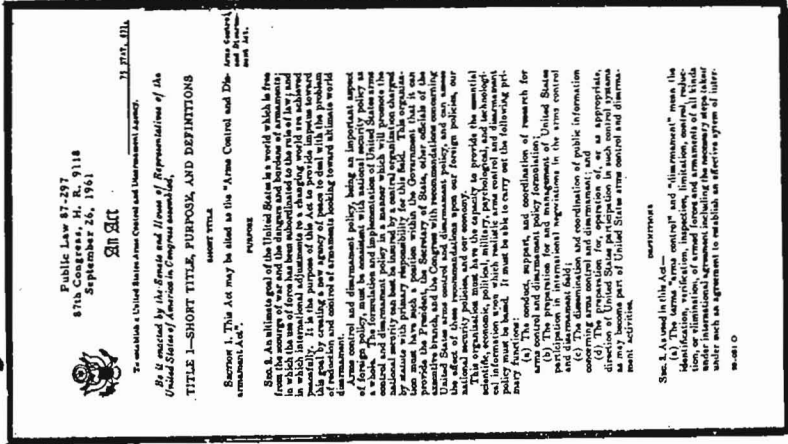 Public Law 87-297
87th Congress, H. R. 9118
September 26, 1961
An Act
75 STAT. 631.
To establish a United States Arms Control and Disarmament Agency.
Be it enacted by the Senate and House of Representatives of the
United States of America in Congress assembled,
TITLE I—SHORT TITLE, PURPOSE, AND DEFINITIONS
SHORT TITLE
SECTION 1. This Act may be cited as the "Arms Control and Dis-
armament Act".
Arms Control
and Disarma-
ment Act.
PURPOSE
SEC. 2. An ultimate goal of the United States is a world which is free
from the scourge of war and the dangers and burdens of armaments;
in which the use of force has been subordinated to the rule of law; and
in which international adjustments to a changing world are achieved
peacefully. It is the purpose of this Act to provide impetus toward
this goal by creating a new agency of peace to deal with the problem
of reduction and control of armaments looking toward ultimate world
disarmament.
Arms control and disarmament policy, being an important aspect
of foreign policy, must be consistent with national security policy as
a whole. The formulation and implementation of United States arms
control and disarmament policy in a manner which will promote the
national security can best be insured by a central organization charged
by statute with primary responsibility for this field. This organiza-
tion must have such a position within the Government that it can
provide the President, the Secretary of State, other officials of the
executive branch, and the Congress with recommendations concerning
United States arms control and disarmament policy, and can assess
the effect of these recommendations upon our foreign policies, our
national security policies, and our economy.
This organization must have the capacity to provide the essential
scientific, economic, political, military, psychological, and technologi-
cal information upon which realistic arms control and disarmament
policy must be based. It must be able to carry out the following pri-
mary functions:
(a) The conduct, support, and coordination of research for
arms control and disarmament policy formulation;
(b) The preparation for and management of United States
participation in international negotiations in the arms control
and disarmament field;
(c) The dissemination and coordination of public information
concerning arms control and disarmament; and
(d) The preparation for, operation of, or as appropriate,
direction of United States participation in such control systems
as may become part of United States arms control and disarma-
ment activities.
DEFINITIONS
SEC. 3. As used in this Act—
(a) The terms "arms control" and "disarmament" mean the
identification, verification, inspection, limitation, control, reduc-
tion, or elimination, of armed forces and armaments of all kinds
under international agreement including the necessary steps taken
under such an agreement to establish an effective sytem of inter-